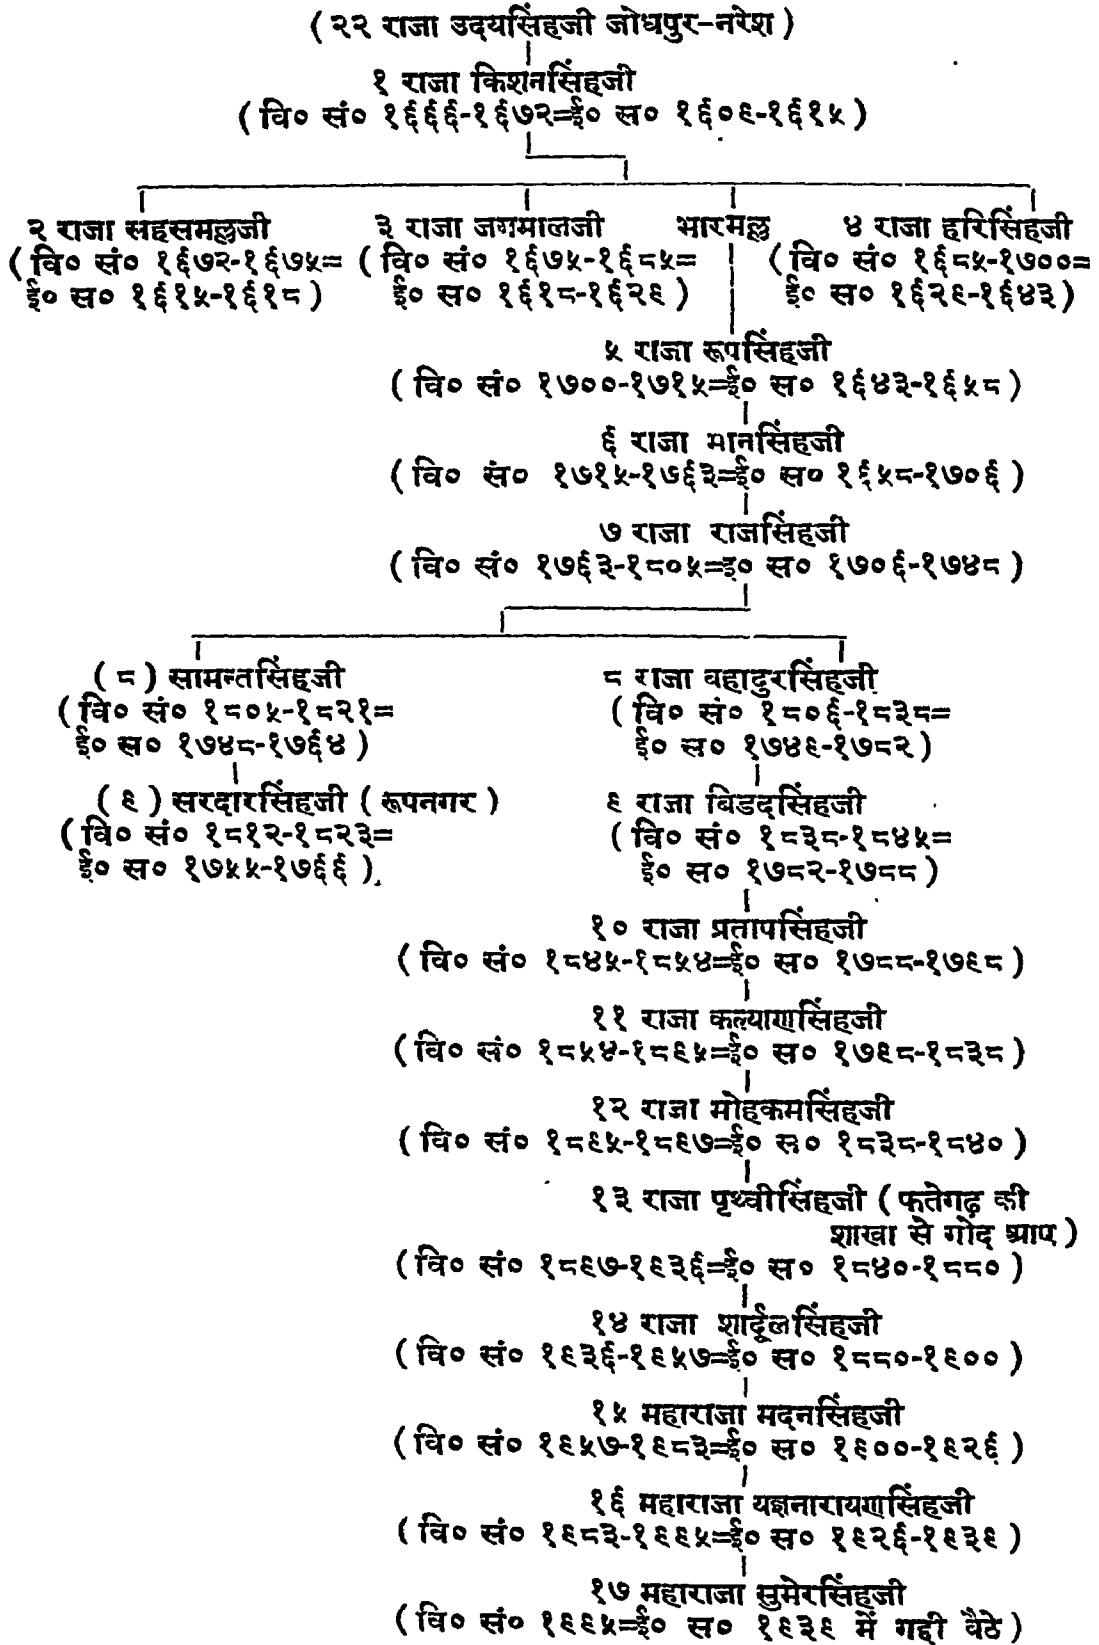 ( २२ राजा उदयसिंहजी जोधपुर-नरेश )
१ राजा किशनसिंहजी
( वि० सं० १६६६-१६७२=ई० स० १६०९-१६१५ )
२ राजा सहसमल्लजी ३ राजा जगमालजी भारमल्ल ४ राजा हरिसिंहजी
( वि० सं० १६७२-१६७५= ( वि० सं० १६७५-१६८५= ( वि० सं० १६८५-१७००=
ई० स० १६१५-१६१८ ) ई० स० १६१८-१६२९ ) ई० स० १६२९-१६४३ )
५ राजा रूपसिंहजी
( वि० सं० १७००-१७१५=ई० स० १६४३-१६५८ )
६ राजा मानसिंहजी
( वि० सं० १७१५-१७६३=ई० स० १६५८-१७०६ )
७ राजा राजसिंहजी
( वि० सं० १७६३-१८०५=इ० स० १७०६-१७४८ )
( ८ ) सामन्तसिंहजी ८ राजा वहादुरसिंहजी
( वि० सं० १८०५-१८२१= ( वि० सं० १८०६-१८३८=
ई० स० १७४८-१७६४ ) ई० स० १७४९-१७८२ )
( ९ ) सरदारसिंहजी ( रूपनगर ) ९ राजा बिडदसिंहजी
( वि० सं० १८१२-१८२३= ( वि० सं० १८३८-१८४५=
ई० स० १७५५-१७६६ ) ई० स० १७८२-१७८८ )
१० राजा प्रतापसिंहजी
( वि० सं० १८४५-१८५४=ई० स० १७८८-१७९८ )
११ राजा कल्याणसिंहजी
( वि० सं० १८५४-१८९५=ई० स० १७९८-१८३८ )
१२ राजा मोहकमसिंहजी
( वि० सं० १८९५-१८९७=ई० स० १८३८-१८४० )
१३ राजा पृथ्वीसिंहजी ( फतेगढ़ की
शाखा से गोद आए )
( वि० सं० १८९७-१९३६=ई० स० १८४०-१८८० )
१४ राजा शार्दूलसिंहजी
( वि० सं० १९३६-१९५७=ई० स० १८८०-१९०० )
१५ महाराजा मदनसिंहजी
( वि० सं० १९५७-१९८३=ई० स० १९००-१९२६ )
१६ महाराजा यज्ञनारायणसिंहजी
( वि० सं० १९८३-१९९५=ई० स० १९२६-१९३९ )
१७ महाराजा सुमेरसिंहजी
( वि० सं० १९९५=ई० स० १९३९ में गद्दी वैठे )